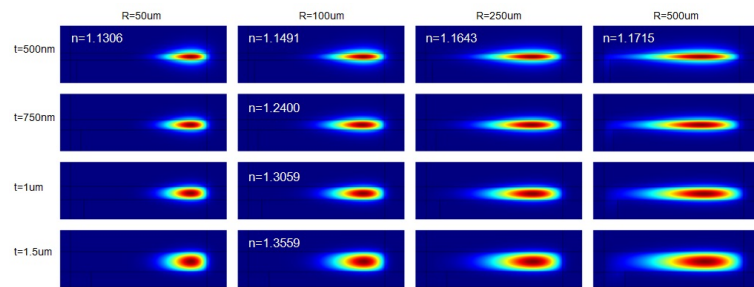 R=50um R=100um R=250um R=500um
t=500nm n=1.1306 n=1.1491 n=1.1643 n=1.1715
t=750nm n=1.2400
t=1um n=1.3059
t=1.5um n=1.3559